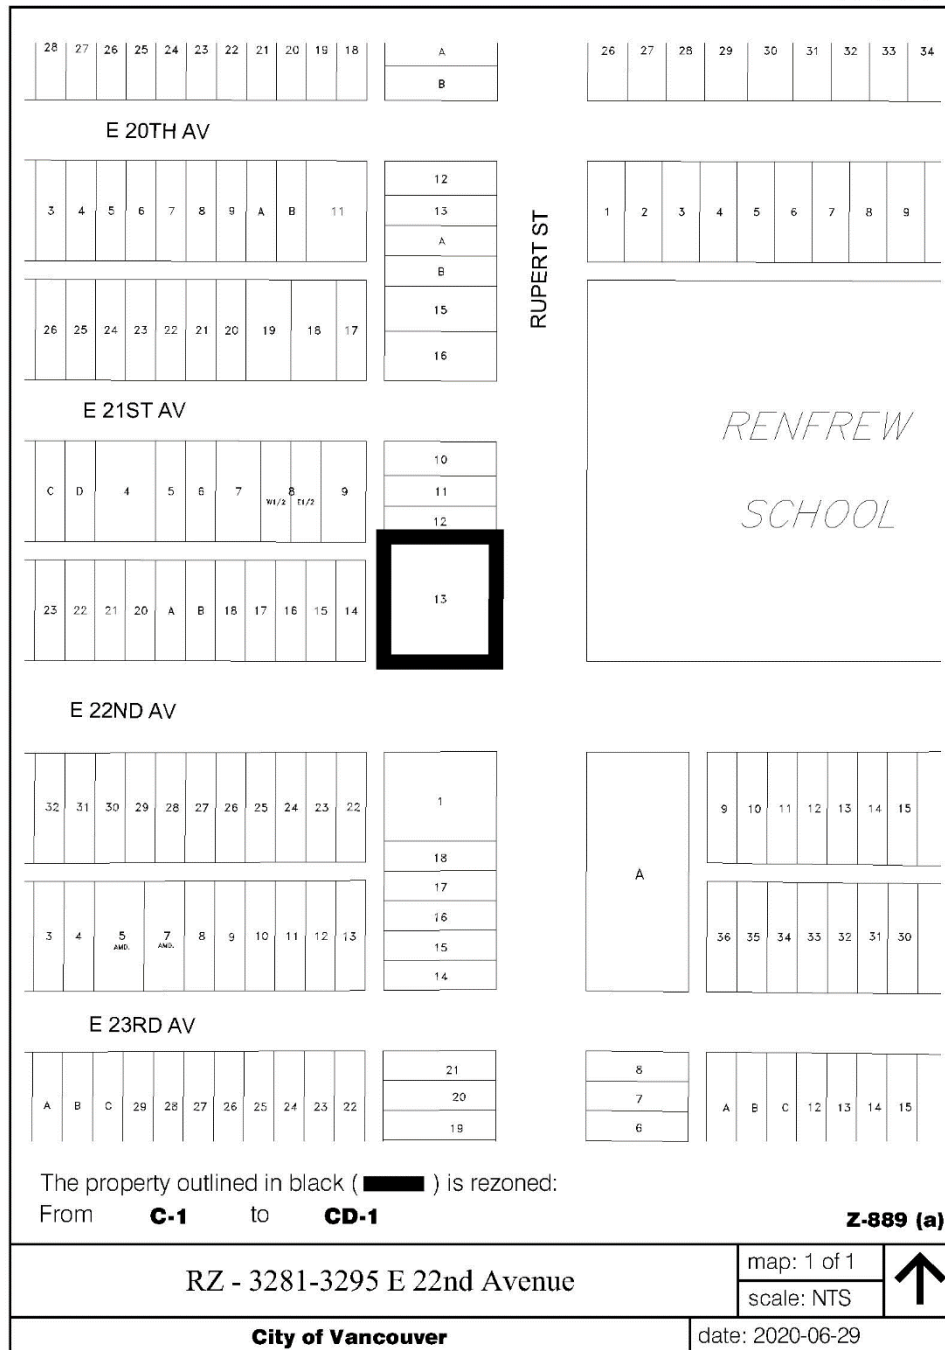 28 27 26 25 24 23 22 21 20 19 18 A 26 27 28 29 30 31 32 33 34
B
E 20TH AV
3 4 5 6 7 8 9 A B 11 12 1 2 3 4 5 6 7 8 9
13
A
B
RUPERT ST
26 25 24 23 22 21 20 19 18 17 15
16
E 21ST AV
RENFREW
SCHOOL
C D 4 5 6 7 8 9 10
W1/2 E1/2 11
12
23 22 21 20 A B 18 17 16 15 14 13
E 22ND AV
32 31 30 29 28 27 26 25 24 23 22 1 9 10 11 12 13 14 15
18
A
17
16
3 4 5 7 8 9 10 11 12 13 15 36 35 34 33 32 31 30
AMD. AMD. 14
E 23RD AV
21 8
A B C 29 28 27 26 25 24 23 22 20 7 A B C 12 13 14 15
19 6
The property outlined in black ( ) is rezoned:
From C-1 to CD-1
Z-889 (a)
RZ - 3281-3295 E 22nd Avenue
map: 1 of 1
scale: NTS
City of Vancouver
date: 2020-06-29